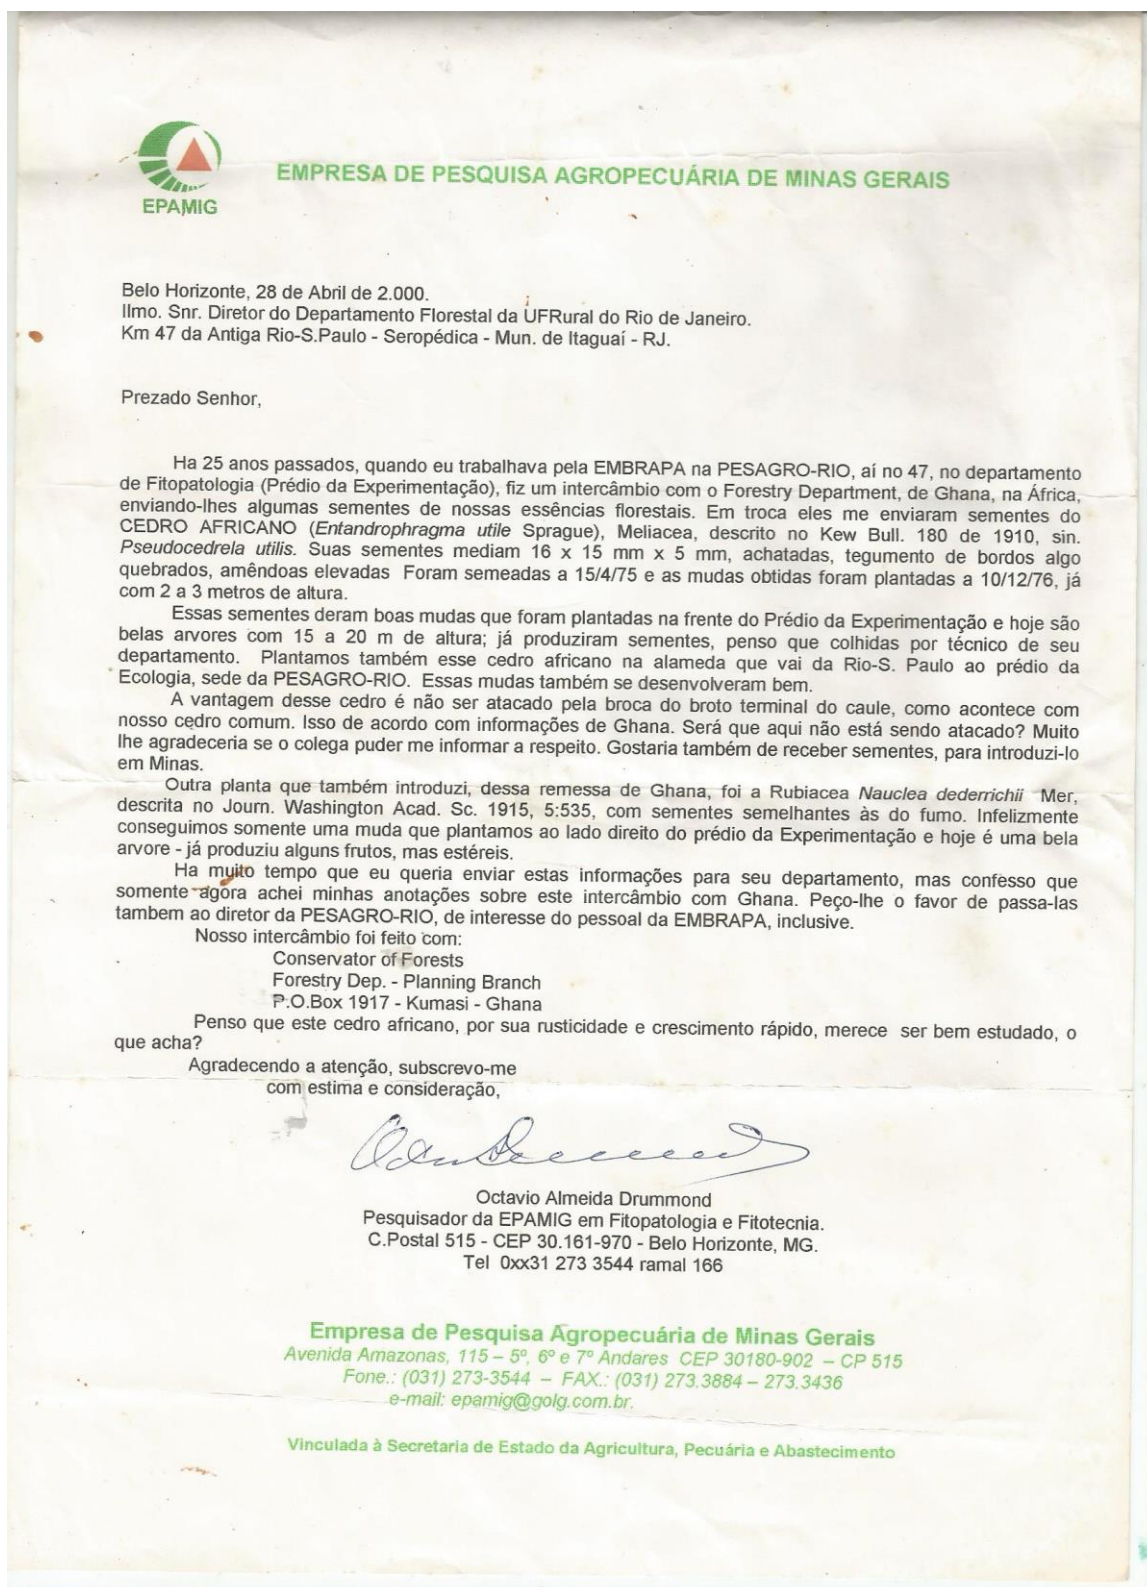 EPAMIG
EMPRESA DE PESQUISA AGROPECUÁRIA DE MINAS GERAIS
Belo Horizonte, 28 de Abril de 2.000.
Ilmo. Snr. Diretor do Departamento Florestal da UFRural do Rio de Janeiro.
Km 47 da Antiga Rio-S.Paulo - Seropédica - Mun. de Itaguaí - RJ.
Prezado Senhor,
Ha 25 anos passados, quando eu trabalhava pela EMBRAPA na PESAGRO-RIO, aí no 47, no departamento
de Fitopatologia (Prédio da Experimentação), fiz um intercâmbio com o Forestry Department, de Ghana, na África,
enviando-lhes algumas sementes de nossas essências florestais. Em troca eles me enviaram sementes do
CEDRO AFRICANO (Entandrophragma utile Sprague), Meliacea, descrito no Kew Bull. 180 de 1910, sin.
Pseudocedrela utilis. Suas sementes mediam 16 x 15 mm x 5 mm, achatadas, tegumento de bordos algo
quebrados, amêndoas elevadas Foram semeadas a 15/4/75 e as mudas obtidas foram plantadas a 10/12/76, já
com 2 a 3 metros de altura.
Essas sementes deram boas mudas que foram plantadas na frente do Prédio da Experimentação e hoje são
belas arvores com 15 a 20 m de altura; já produziram sementes, penso que colhidas por técnico de seu
departamento. Plantamos também esse cedro africano na alameda que vai da Rio-S. Paulo ao prédio da
Ecologia, sede da PESAGRO-RIO. Essas mudas também se desenvolveram bem.
A vantagem desse cedro é não ser atacado pela broca do broto terminal do caule, como acontece com
nosso cedro comum. Isso de acordo com informações de Ghana. Será que aqui não está sendo atacado? Muito
lhe agradeceria se o colega puder me informar a respeito. Gostaria também de receber sementes, para introduzi-lo
em Minas.
Outra planta que também introduzi, dessa remessa de Ghana, foi a Rubiacea Nauclea dederrichii Mer,
descrita no Journ. Washington Acad. Sc. 1915, 5:535, com sementes semelhantes às do fumo. Infelizmente
conseguimos somente uma muda que plantamos ao lado direito do prédio da Experimentação e hoje é uma bela
arvore - já produziu alguns frutos, mas estéreis.
Ha muito tempo que eu queria enviar estas informações para seu departamento, mas confesso que
somente agora achei minhas anotações sobre este intercâmbio com Ghana. Peço-lhe o favor de passa-las
tambem ao diretor da PESAGRO-RIO, de interesse do pessoal da EMBRAPA, inclusive.
Nosso intercâmbio foi feito com:
Conservator of Forests
Forestry Dep. - Planning Branch
P.O.Box 1917 - Kumasi - Ghana
Penso que este cedro africano, por sua rusticidade e crescimento rápido, merece ser bem estudado, o
que acha?
Agradecendo a atenção, subscrevo-me
com estima e consideração,
Octavio Almeida Drummond
Pesquisador da EPAMIG em Fitopatologia e Fitotecnia.
C.Postal 515 - CEP 30.161-970 - Belo Horizonte, MG.
Tel 0xx31 273 3544 ramal 166
Empresa de Pesquisa Agropecuária de Minas Gerais
Avenida Amazonas, 115 – 5º, 6º e 7º Andares CEP 30180-902 – CP 515
Fone.: (031) 273-3544 – FAX.: (031) 273.3884 – 273.3436
e-mail: epamig@golg.com.br.
Vinculada à Secretaria de Estado da Agricultura, Pecuária e Abastecimento